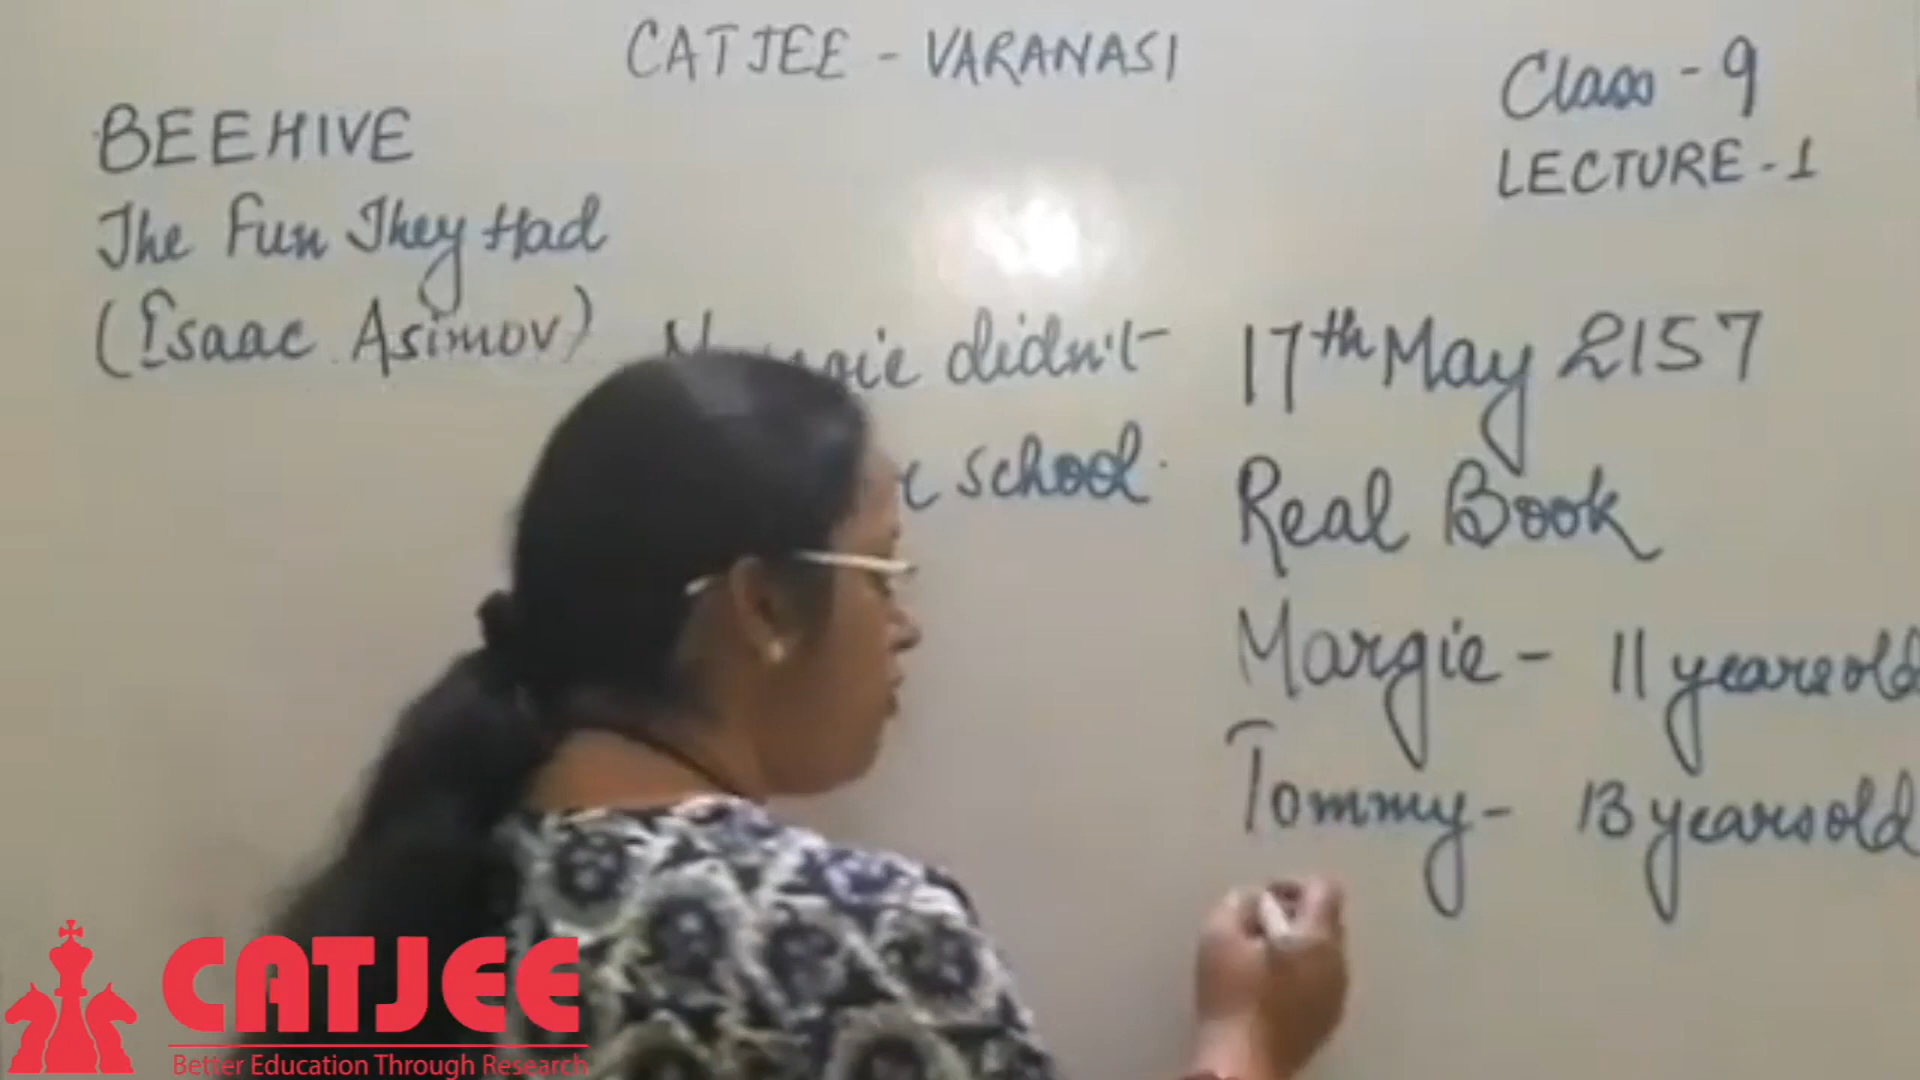 CATJEE - VARANASI
Class - 9
LECTURE - 1
BEEHIVE
The Fun They Had
(Isaac Asimov)
didn't
school.
17th May 2157
Real Book
Margie - 11 years old
Tommy - 13 years old
CATJEE
Better Education Through Research